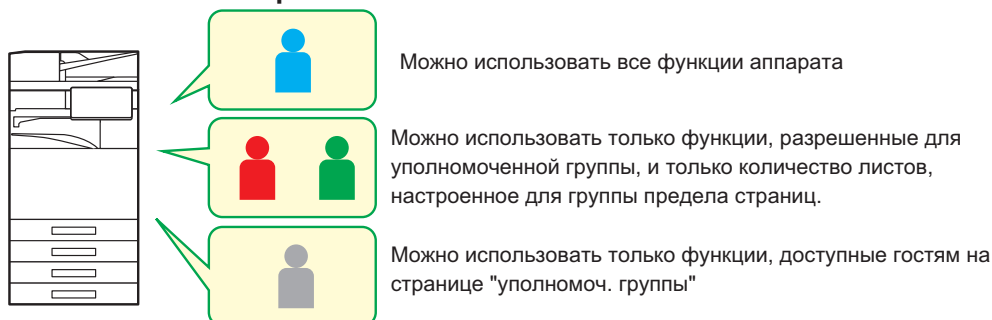 Можно использовать все функции аппарата
Можно использовать только функции, разрешенные для
уполномоченной группы, и только количество листов,
настроенное для группы предела страниц.
Можно использовать только функции, доступные гостям на
странице "уполномоч. группы"